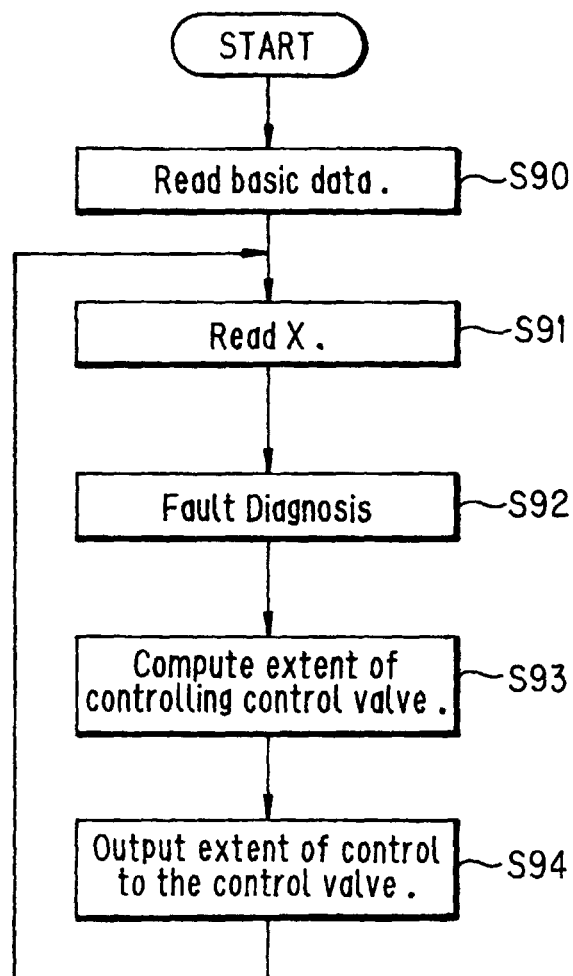 START
Read basic data .
S90
Read X .
S91
Fault Diagnosis
S92
Compute extent of
controlling control valve .
S93
Output extent of control
to the control valve .
S94